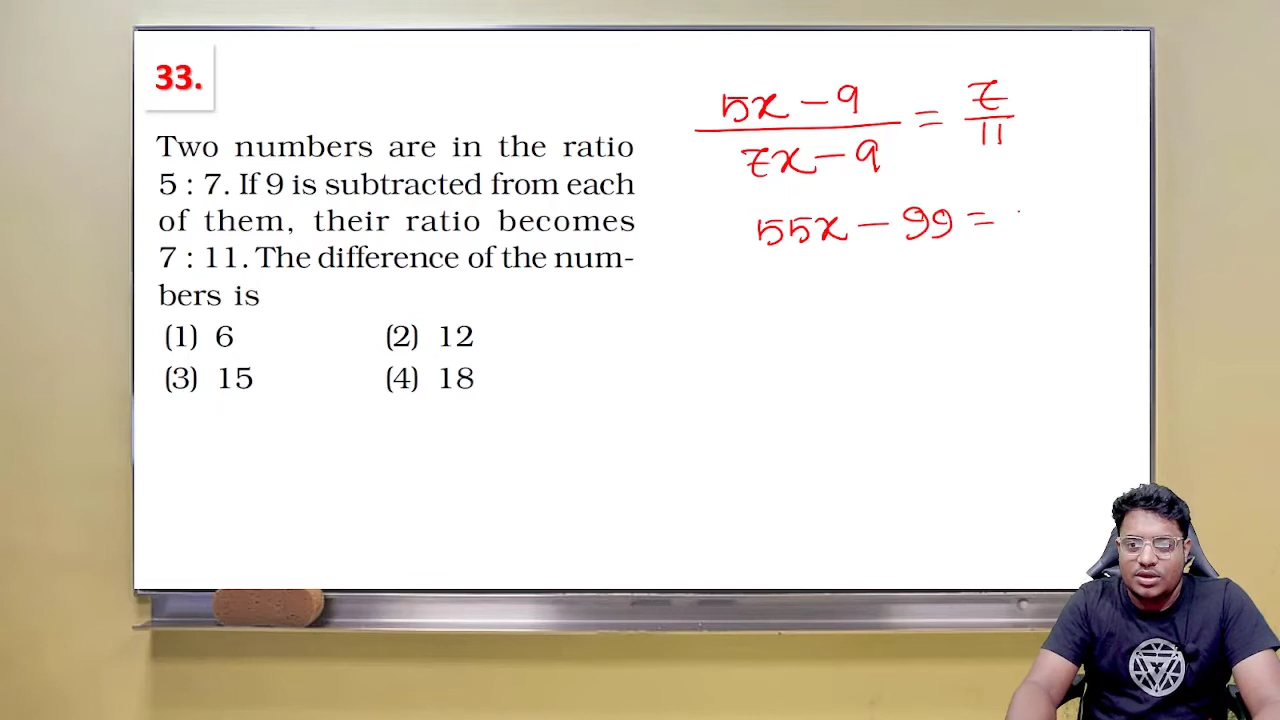 33.
Two numbers are in the ratio
5 : 7. If 9 is subtracted from each
of them, their ratio becomes
7 : 11. The difference of the num-
bers is
(1) 6 (2) 12
(3) 15 (4) 18
5x - 9 / 7x - 9 = 7 / 11
55x - 99 =